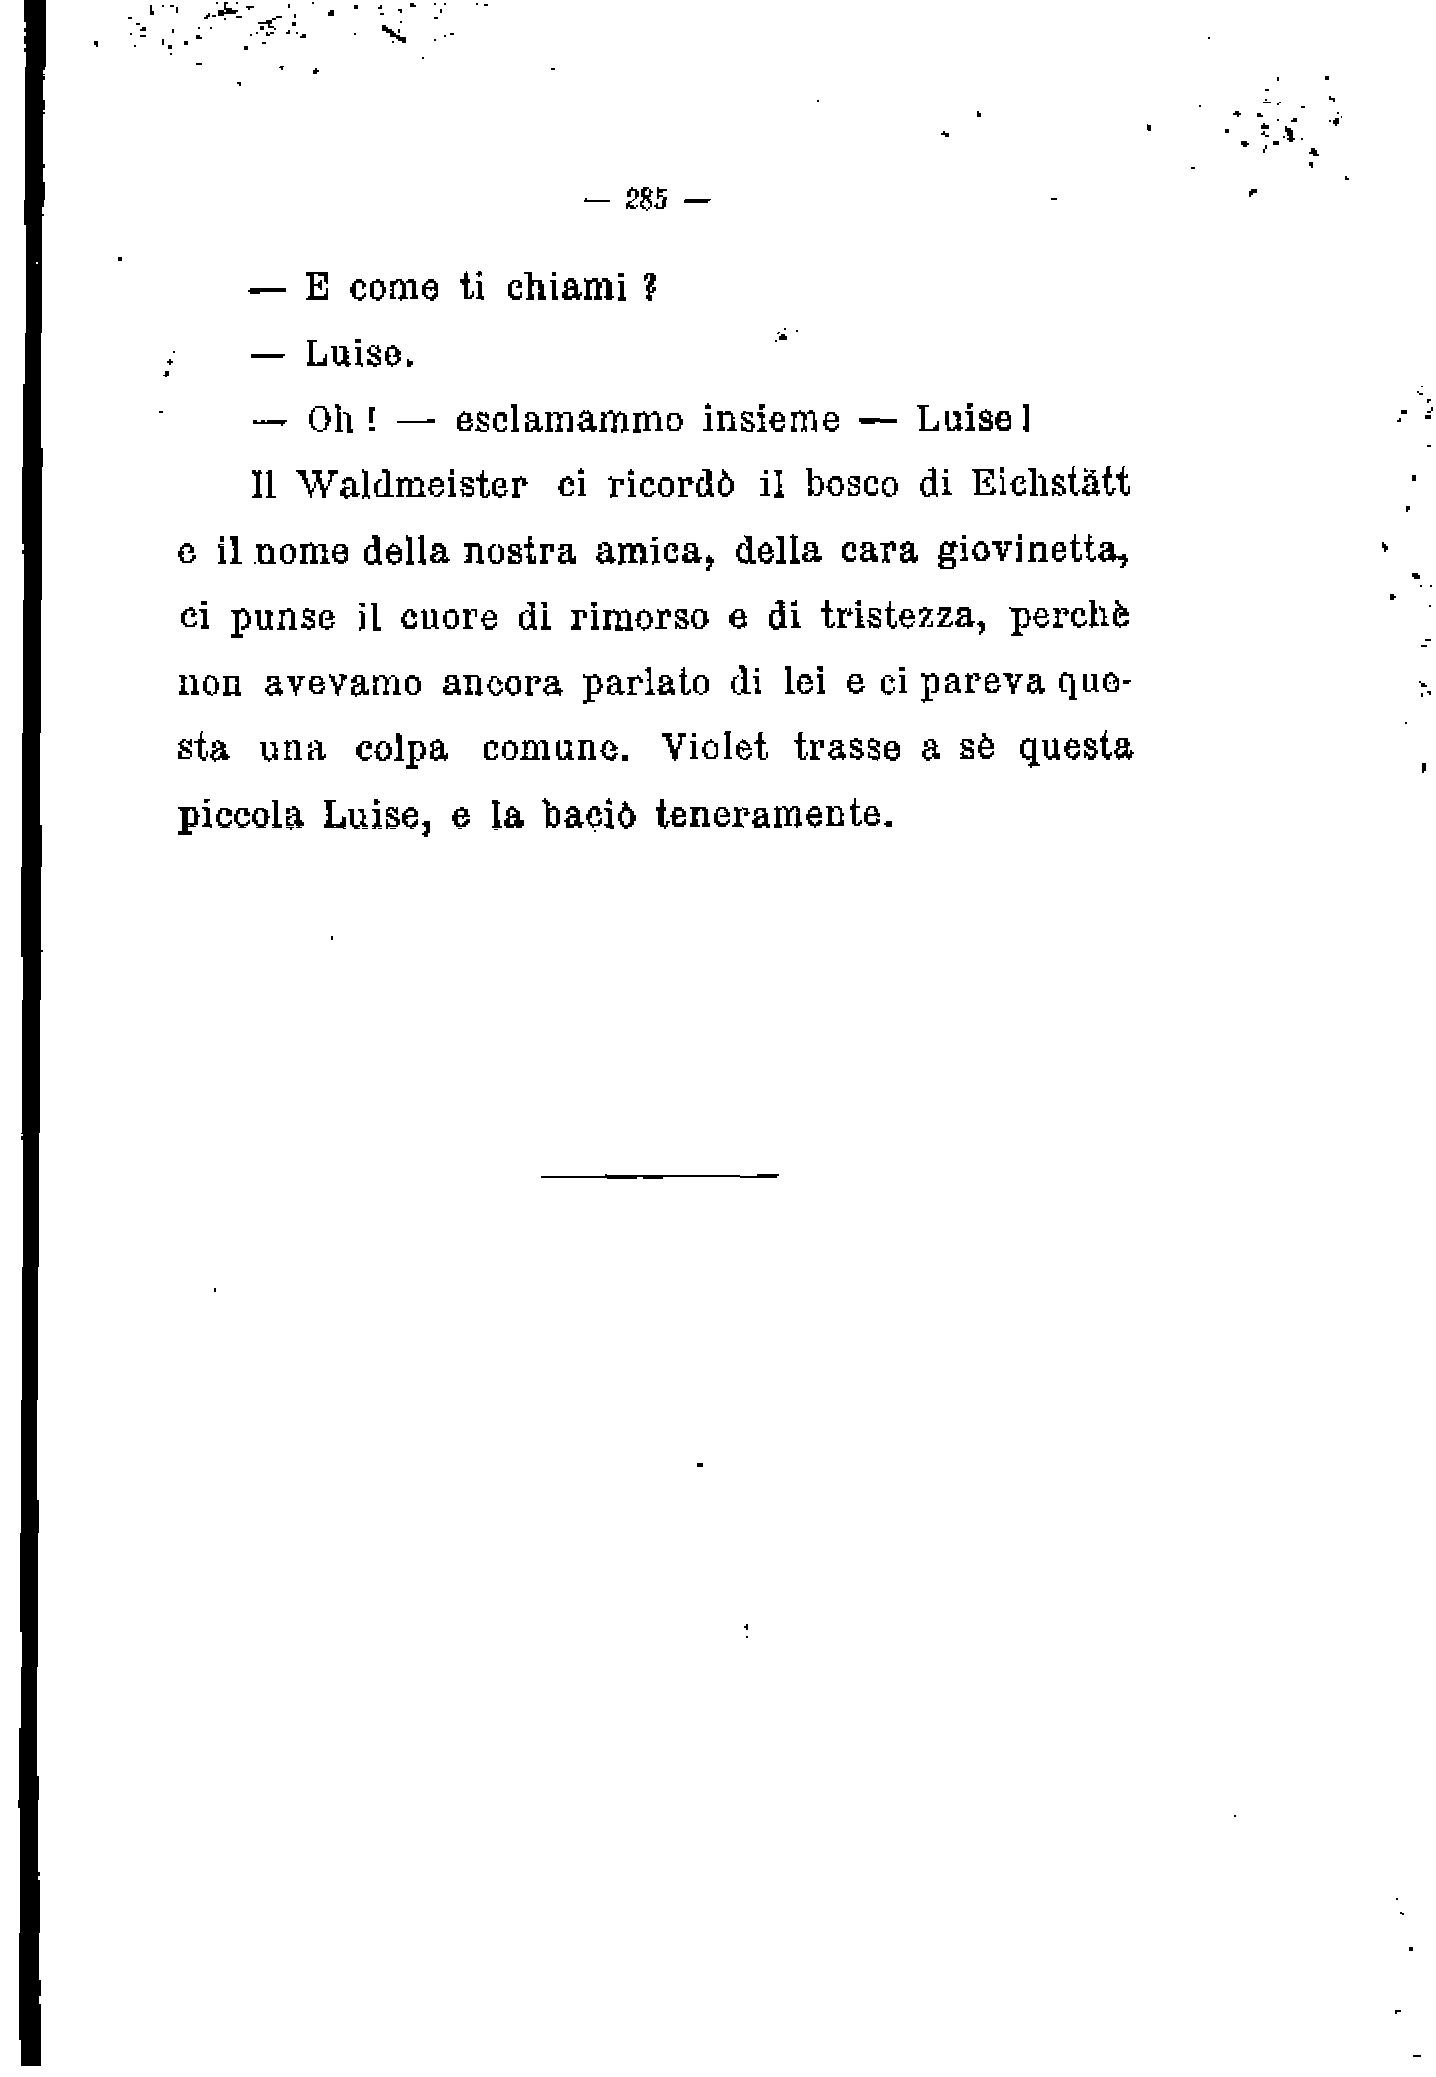 — 285 —
— E come ti chiami ?
— Luise.
— Oh ! — esclamammo insieme — Luise!
Il Waldmeister ci ricordò il bosco di Eichstätt
e il nome della nostra amica, della cara giovinetta,
ci punse il cuore di rimorso e di tristezza, perchè
non avevamo ancora parlato di lei e ci pareva que-
sta una colpa comune. Violet trasse a sè questa
piccola Luise, e la baciò teneramente.